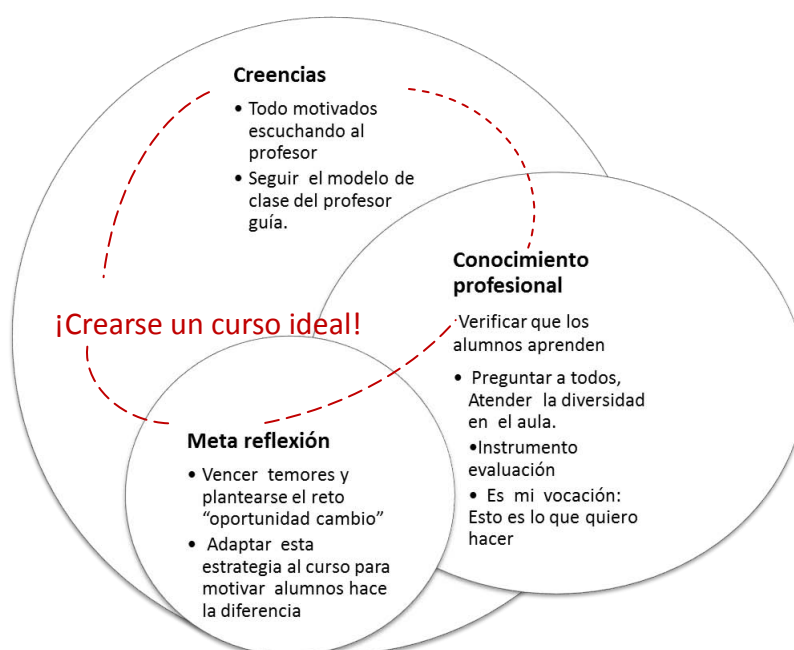 Creencias
• Todo motivados
escuchando al
profesor
• Seguir el modelo de
clase del profesor
guía.
Conocimiento
profesional
¡Crearse un curso ideal!
·Verificar que los
alumnos aprenden
• Preguntar a todos,
Atender la diversidad
en el aula.
•Instrumento
evaluación
• Es mi vocación:
Esto es lo que quiero
hacer
Meta reflexión
• Vencer temores y
plantearse el reto
“oportunidad cambio”
• Adaptar esta
estrategia al curso para
motivar alumnos hace
la diferencia